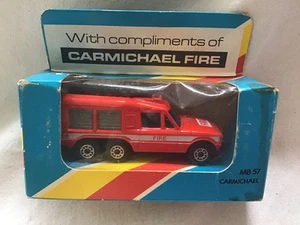 With compliments of
CARMICHAEL FIRE
FIRE
MB 57
CARMICHAEL